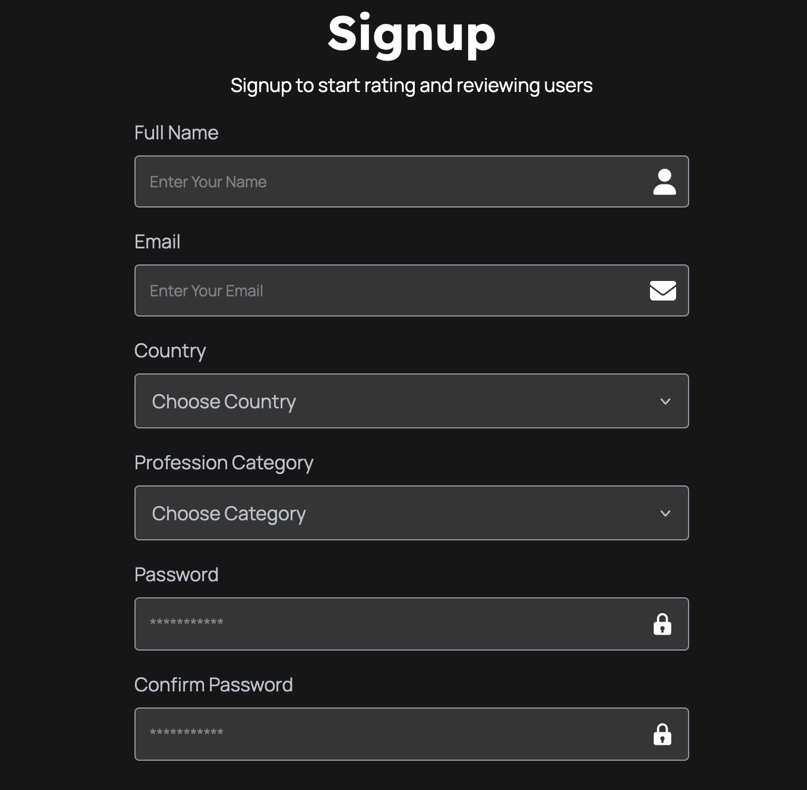 Signup
Signup to start rating and reviewing users
Full Name
Enter Your Name
Email
Enter Your Email
Country
Choose Country
Profession Category
Choose Category
Password
***********
Confirm Password
***********